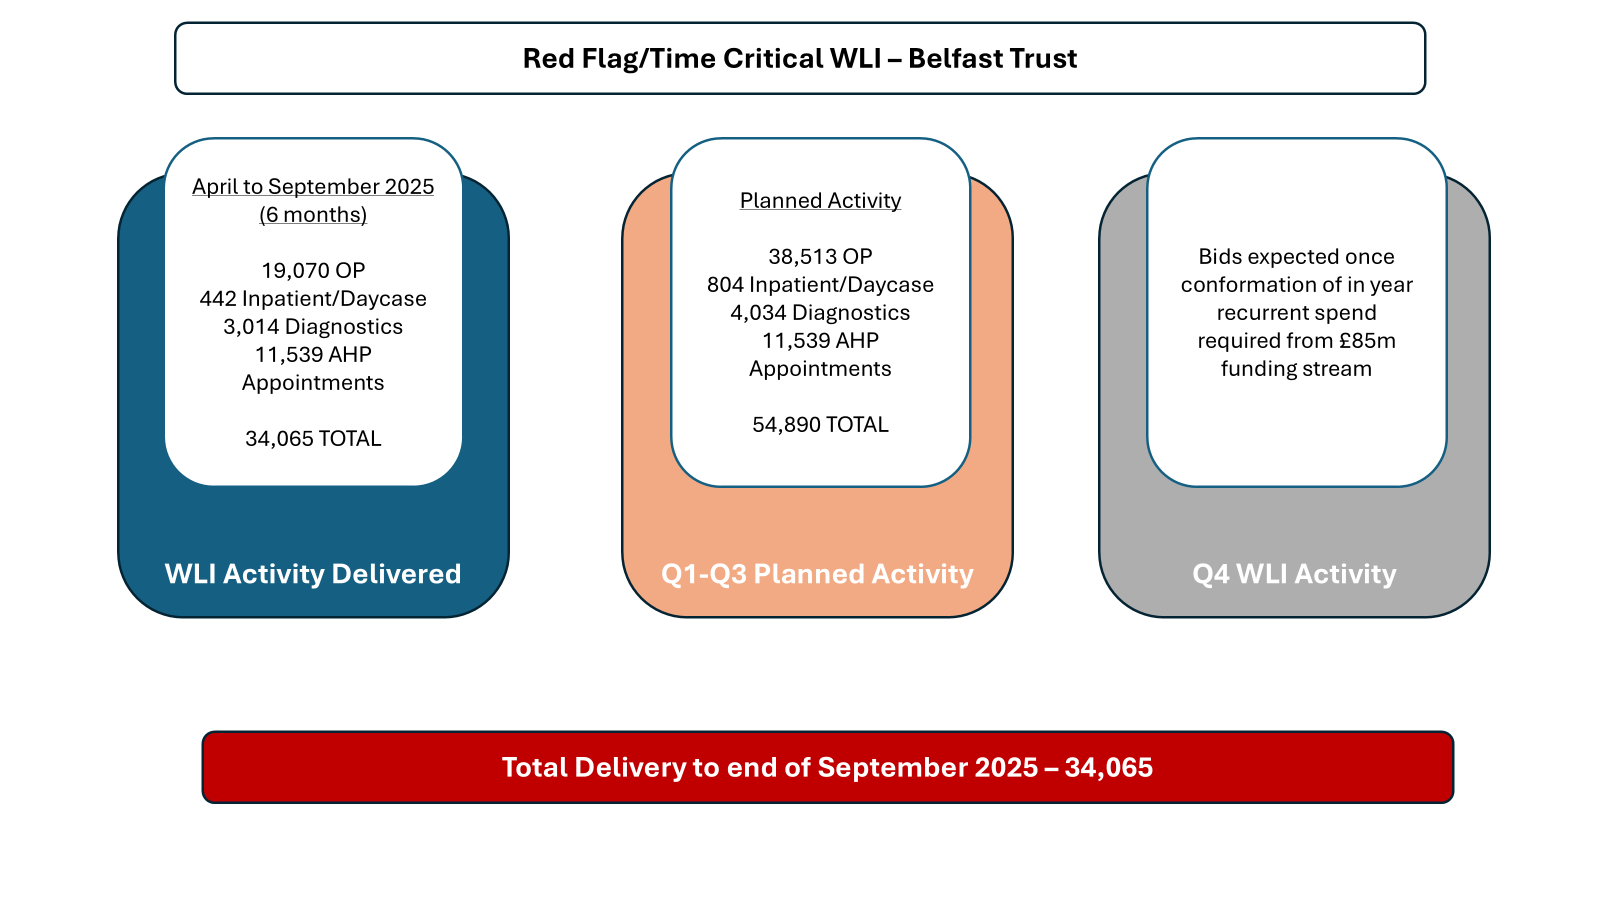 Red Flag/Time Critical WLI – Belfast Trust
April to September 2025
(6 months)
19,070 OP
442 Inpatient/Daycase
3,014 Diagnostics
11,539 AHP
Appointments
34,065 TOTAL
WLI Activity Delivered
Planned Activity
38,513 OP
804 Inpatient/Daycase
4,034 Diagnostics
11,539 AHP
Appointments
54,890 TOTAL
Q1-Q3 Planned Activity
Bids expected once
conformation of in year
recurrent spend
required from £85m
funding stream
Q4 WLI Activity
Total Delivery to end of September 2025 – 34,065